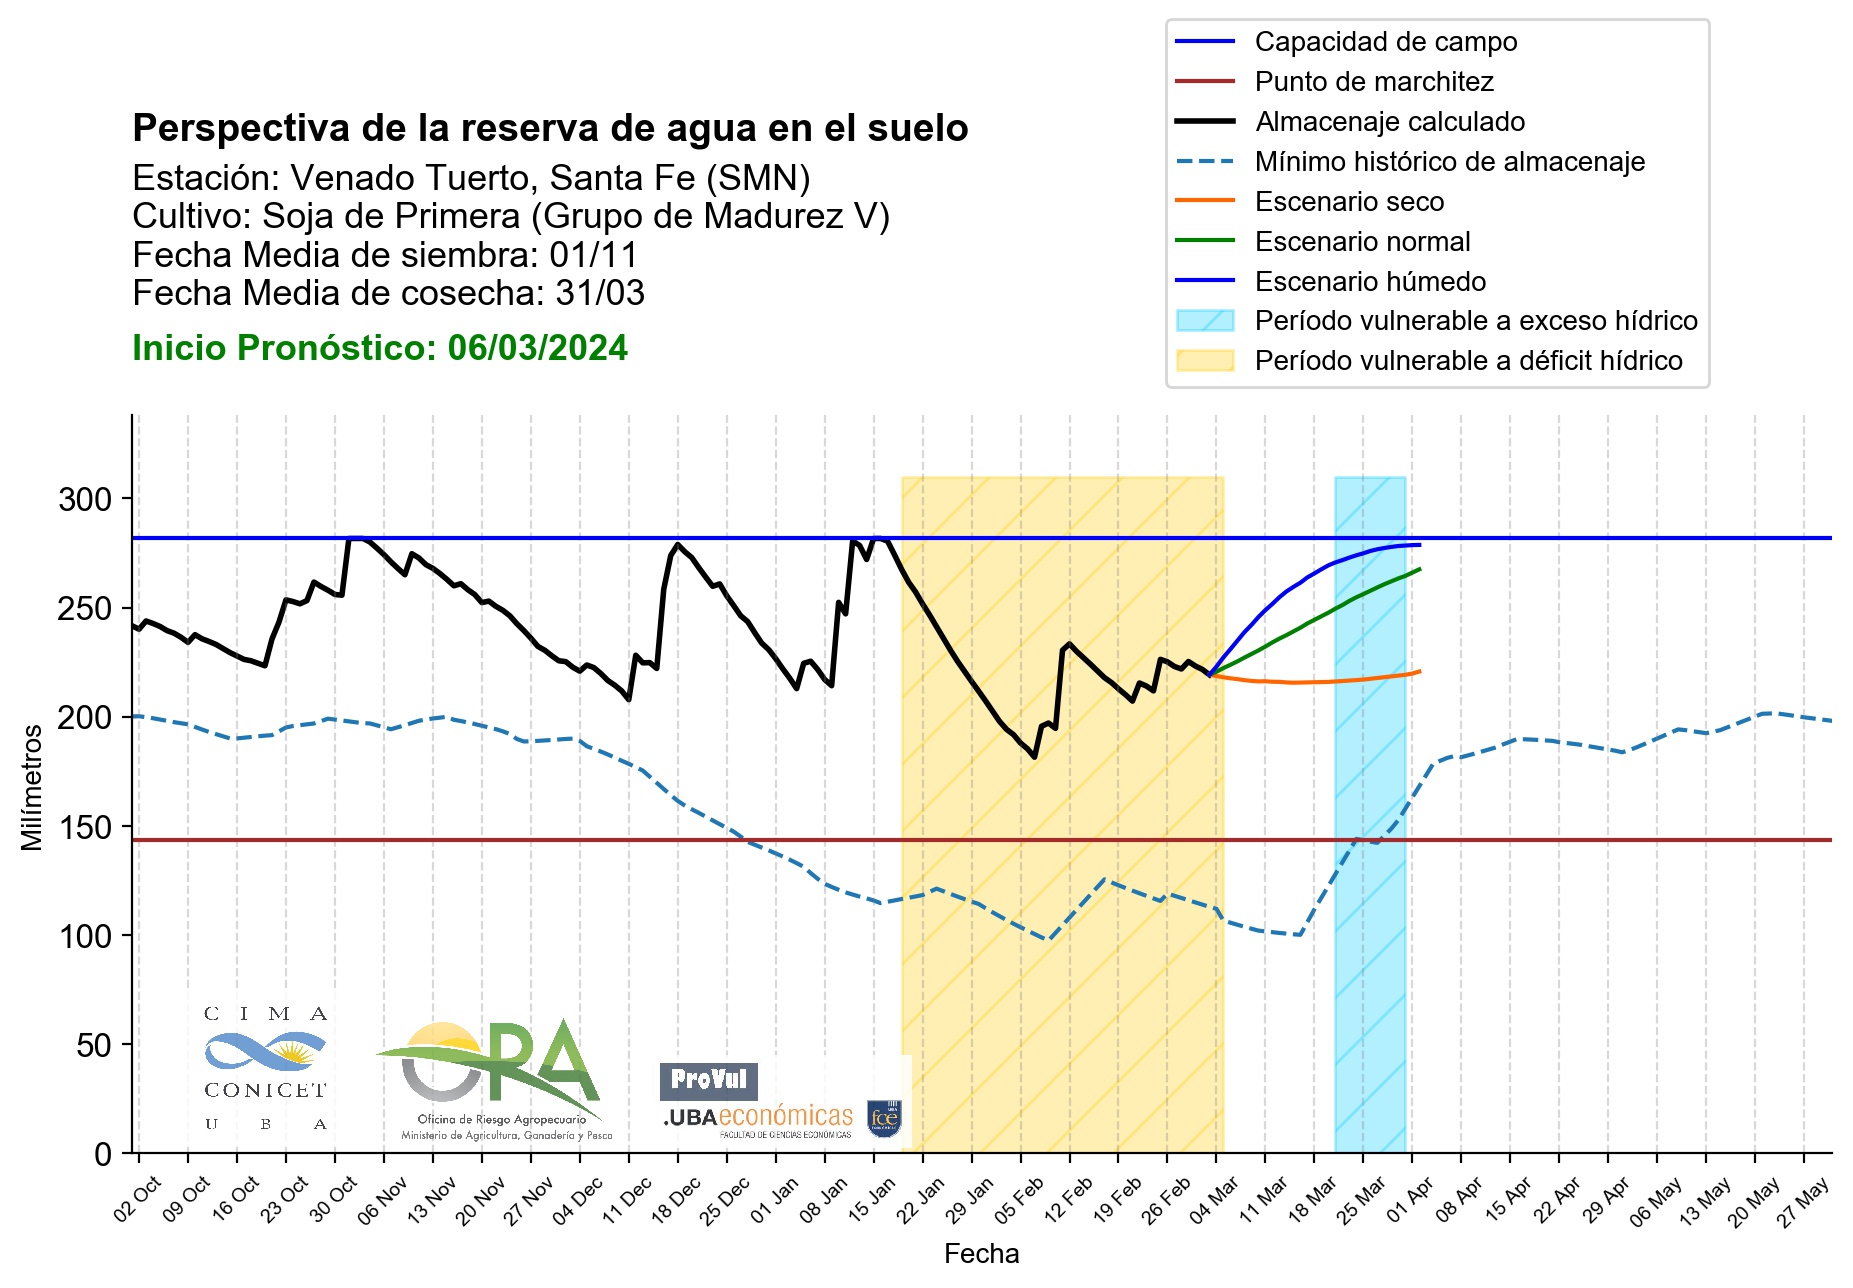 Capacidad de campo
Punto de marchitez
Almacenaje calculado
Mínimo histórico de almacenaje
Escenario seco
Escenario normal
Escenario húmedo
Período vulnerable a exceso hídrico
Período vulnerable a déficit hídrico
Perspectiva de la reserva de agua en el suelo
Estación: Venado Tuerto, Santa Fe (SMN)
Cultivo: Soja de Primera (Grupo de Madurez V)
Fecha Media de siembra: 01/11
Fecha Media de cosecha: 31/03
Inicio Pronóstico: 06/03/2024
Milímetros
300
250
200
150
100
50
0
CIMA
CONICET
UBA
ORA
Oficina de Riesgo Agropecuario
Ministerio de Agricultura, Ganadería y Pesca
ProVul
.UBAeconómicas
FACULTAD DE CIENCIAS ECONÓMICAS
UBA
fce
ECONÓMICAS
02 Oct
09 Oct
16 Oct
23 Oct
30 Oct
06 Nov
13 Nov
20 Nov
27 Nov
04 Dec
11 Dec
18 Dec
25 Dec
01 Jan
08 Jan
15 Jan
22 Jan
29 Jan
05 Feb
12 Feb
19 Feb
26 Feb
04 Mar
11 Mar
18 Mar
25 Mar
01 Apr
08 Apr
15 Apr
22 Apr
29 Apr
06 May
13 May
20 May
27 May
Fecha